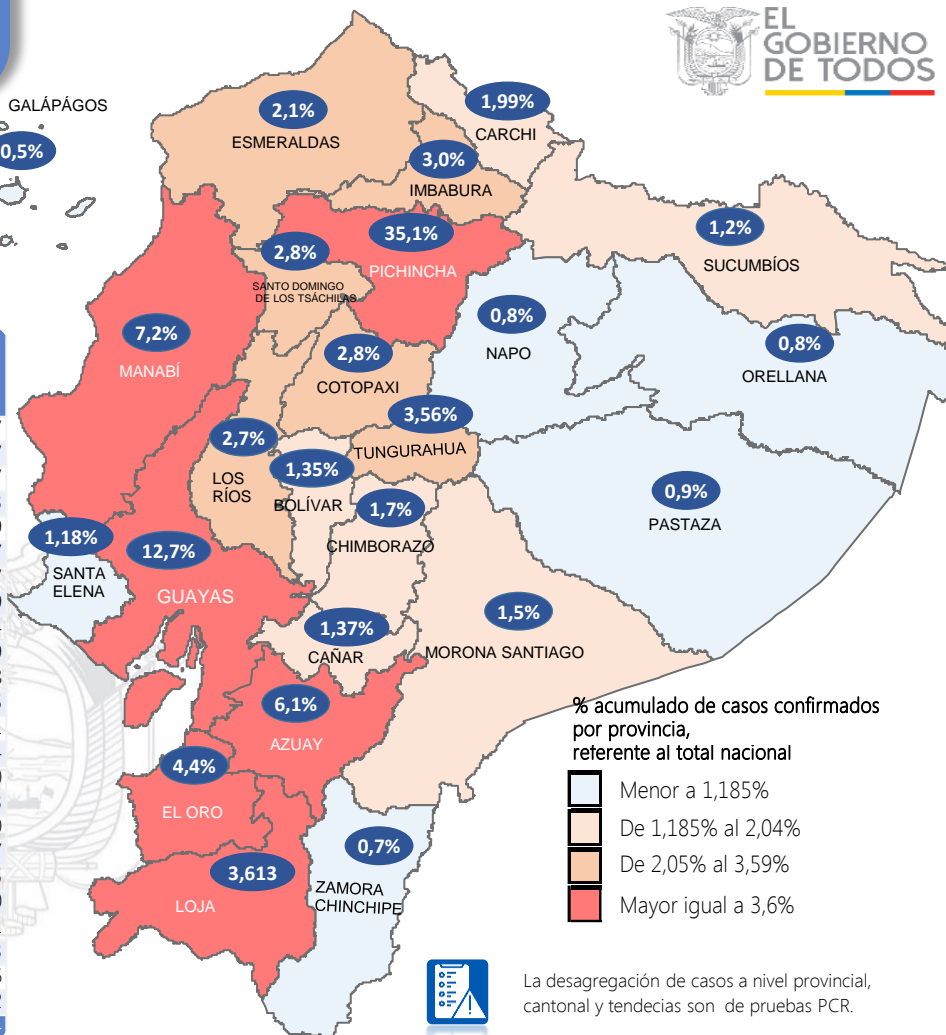 EL
GOBIERNO
DE TODOS
GALÁPÁGOS
0,5%
2,1%
ESMERALDAS
1,99%
CARCHI
3,0%
IMBABURA
1,2%
SUCUMBÍOS
35,1%
PICHINCHA
2,8%
SANTO DOMINGO
DE LOS TSÁCHILAS
7,2%
MANABÍ
0,8%
NAPO
0,8%
ORELLANA
2,8%
COTOPAXI
3,56%
TUNGURAHUA
2,7%
LOS
RÍOS
1,35%
BOLÍVAR
1,7%
CHIMBORAZO
0,9%
PASTAZA
1,18%
SANTA
ELENA
12,7%
GUAYAS
1,37%
CAÑAR
1,5%
MORONA SANTIAGO
6,1%
AZUAY
4,4%
EL ORO
3,613
LOJA
0,7%
ZAMORA
CHINCHIPE
% acumulado de casos confirmados
por provincia,
referente al total nacional
Menor a 1,185%
De 1,185% al 2,04%
De 2,05% al 3,59%
Mayor igual a 3,6%
La desagregación de casos a nivel provincial,
cantonal y tendecias son de pruebas PCR.